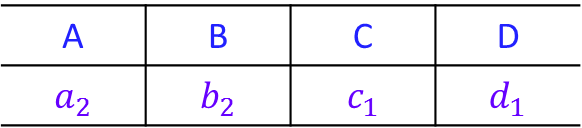 A B C D
a₂ b₂ c₁ d₁